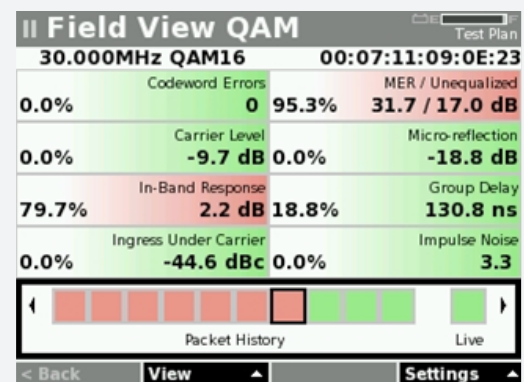 Field View QAM
E F
Test Plan
30.000MHz QAM16 00:07:11:09:0E:23
Codeword Errors
0.0% 0
MER / Unequalized
95.3% 31.7 / 17.0 dB
Carrier Level
0.0% -9.7 dB
Micro-reflection
0.0% -18.8 dB
In-Band Response
79.7% 2.2 dB
Group Delay
18.8% 130.8 ns
Ingress Under Carrier
0.0% -44.6 dBc
Impulse Noise
0.0% 3.3
Packet History Live
< Back View Settings